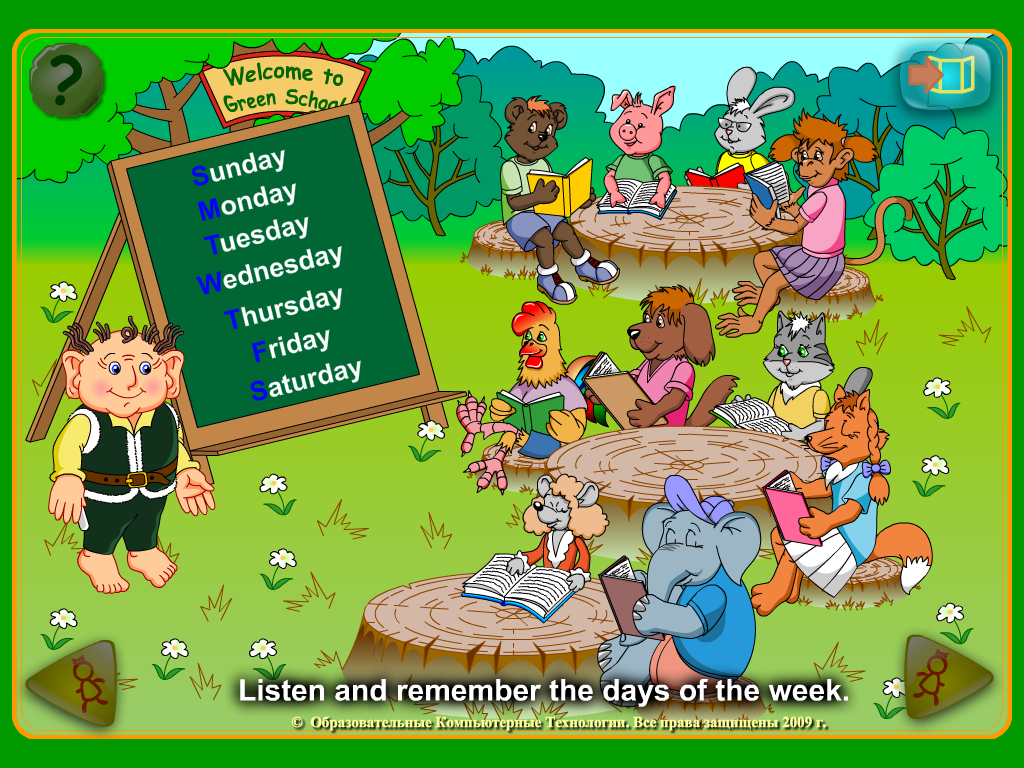 ?
Welcome to
Green School
Sunday
Monday
Tuesday
Wednesday
Thursday
Friday
Saturday
Listen and remember the days of the week.
© Образовательные Компьютерные Технологии. Все права защищены 2009 г.